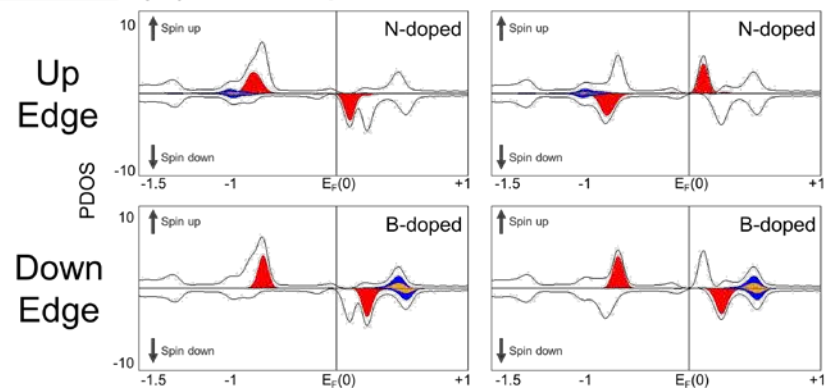 10
Spin up
N-doped
Spin up
N-doped
Up
Edge
Spin down
Spin down
-10
-1.5
-1
E_F(0)
+1
-1.5
-1
E_F(0)
+1
PDOS
10
Spin up
B-doped
Spin up
B-doped
Down
Edge
Spin down
Spin down
-10
-1.5
-1
E_F(0)
+1
-1.5
-1
E_F(0)
+1